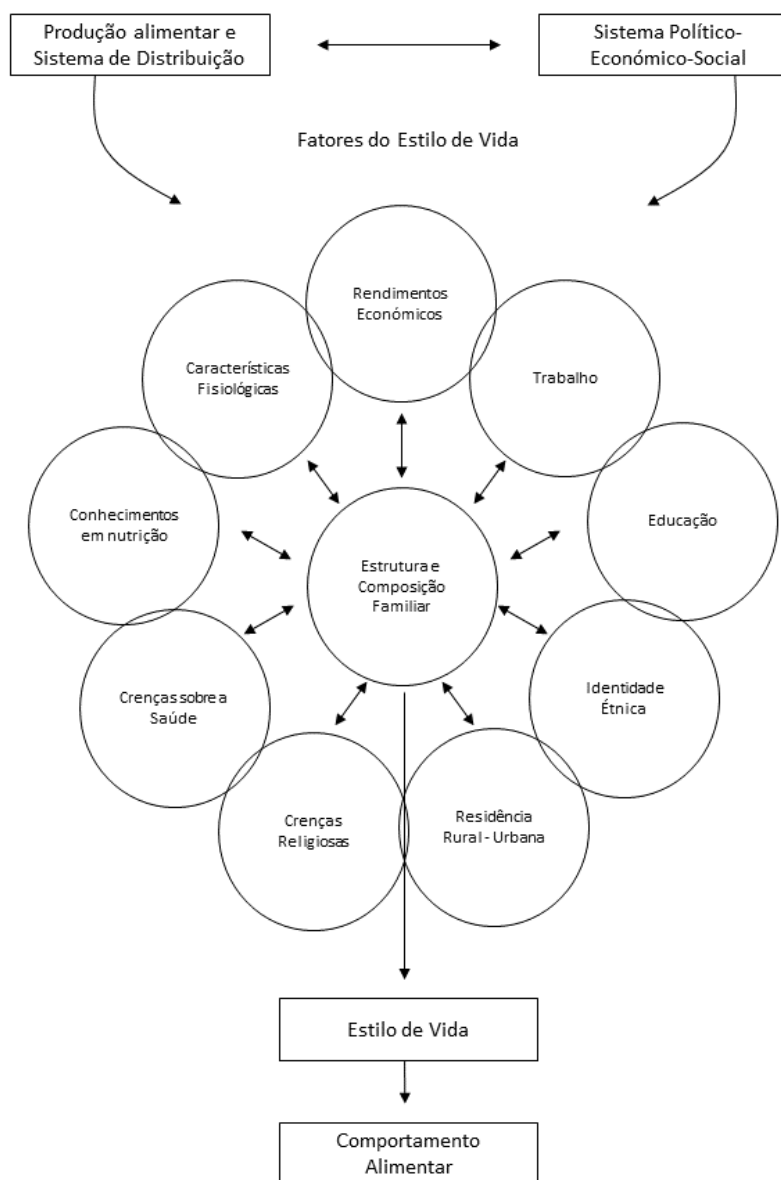 Produção alimentar e
Sistema de Distribuição
Sistema Político-
Económico-Social
Fatores do Estilo de Vida
Rendimentos
Económicos
Características
Fisiológicas
Trabalho
Conhecimentos
em nutrição
Educação
Estrutura e
Composição
Familiar
Crenças sobre a
Saúde
Identidade
Étnica
Crenças
Religiosas
Residência
Rural - Urbana
Estilo de Vida
Comportamento
Alimentar